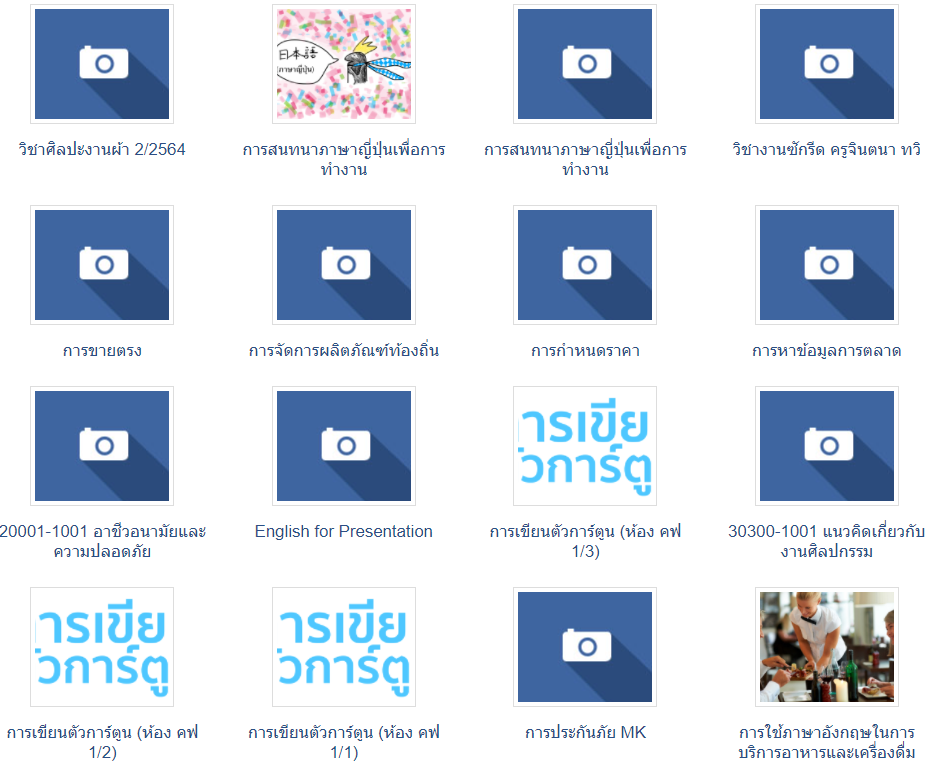 日本語
(ภาษาญี่ปุ่น)
วิชาศิลปะงานผ้า 2/2564
การสนทนาภาษาญี่ปุ่นเพื่อการ
ทำงาน
การสนทนาภาษาญี่ปุ่นเพื่อการ
ทำงาน
วิชางานซักรีด ครูจินตนา ทวิ
การขายตรง
การจัดการผลิตภัณฑ์ท้องถิ่น
การกำหนดราคา
การหาข้อมูลการตลาด
ารเขีย
ัวการ์ตู
20001-1001 อาชีวอนามัยและ
ความปลอดภัย
English for Presentation
การเขียนตัวการ์ตูน (ห้อง คฟ
1/3)
30300-1001 แนวคิดเกี่ยวกับ
งานศิลปกรรม
ารเขีย
ัวการ์ตู
ารเขีย
ัวการ์ตู
การเขียนตัวการ์ตูน (ห้อง คฟ
1/2)
การเขียนตัวการ์ตูน (ห้อง คฟ
1/1)
การประกันภัย MK
การใช้ภาษาอังกฤษในการ
บริการอาหารและเครื่องดื่ม